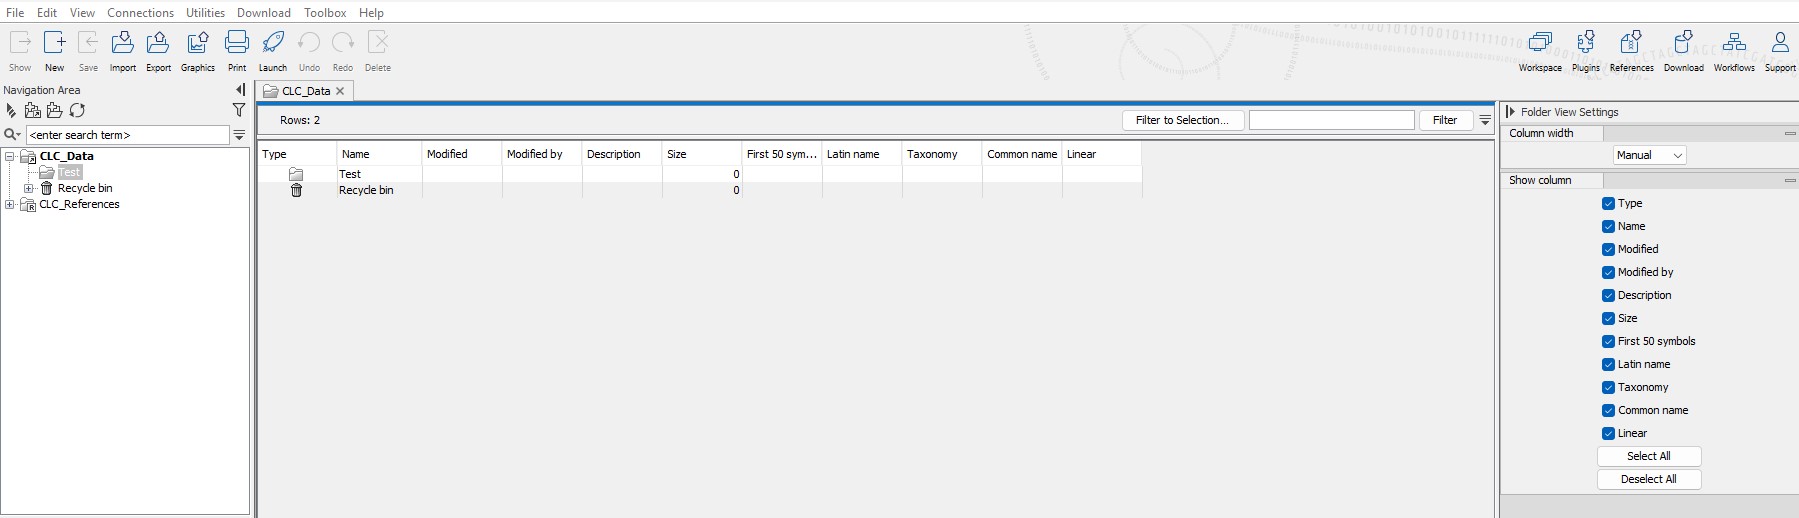 File Edit View Connections Utilities Download Toolbox Help
Show New Save Import Export Graphics Print Launch Undo Redo Delete Workspace Plugins References Download Workflows Support
Navigation Area
<enter search term>
CLC_Data
Test
Recycle bin
CLC_References
CLC_Data
Rows: 2 Filter to Selection... Filter
Type Name Modified Modified by Description Size First 50 sym... Latin name Taxonomy Common name Linear
Test 0
Recycle bin 0
Folder View Settings
Column width
Manual
Show column
Type
Name
Modified
Modified by
Description
Size
First 50 symbols
Latin name
Taxonomy
Common name
Linear
Select All
Deselect All